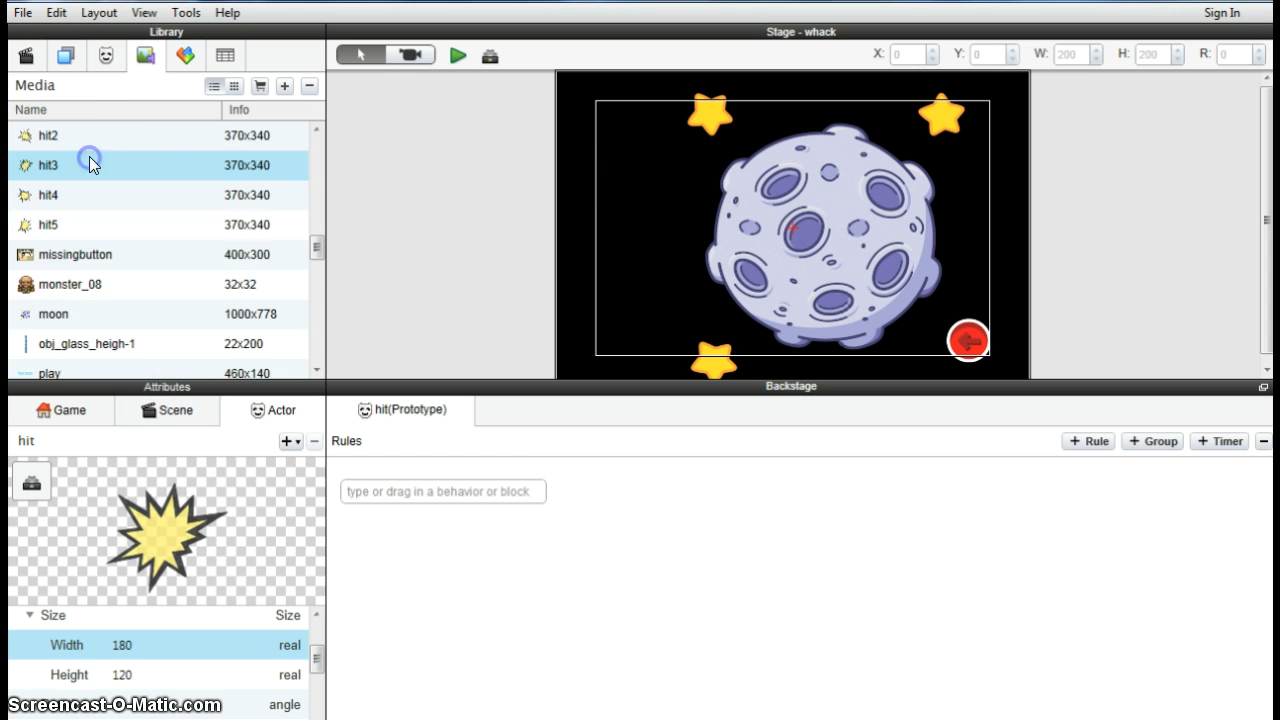 File Edit Layout View Tools Help Sign In
Library Stage - whack
X: 0 Y: 0 W: 200 H: 200 R: 0
Media
Name Info
hit2 370x340
hit3 370x340
hit4 370x340
hit5 370x340
missingbutton 400x300
monster_08 32x32
moon 1000x778
obj_glass_heigh-1 22x200
play 460x140
Attributes Backstage
Game Scene Actor hit(Prototype)
hit Rules + Rule + Group + Timer
type or drag in a behavior or block
Size Size
Width 180 real
Height 120 real
Screencast-O-Matic.com angle